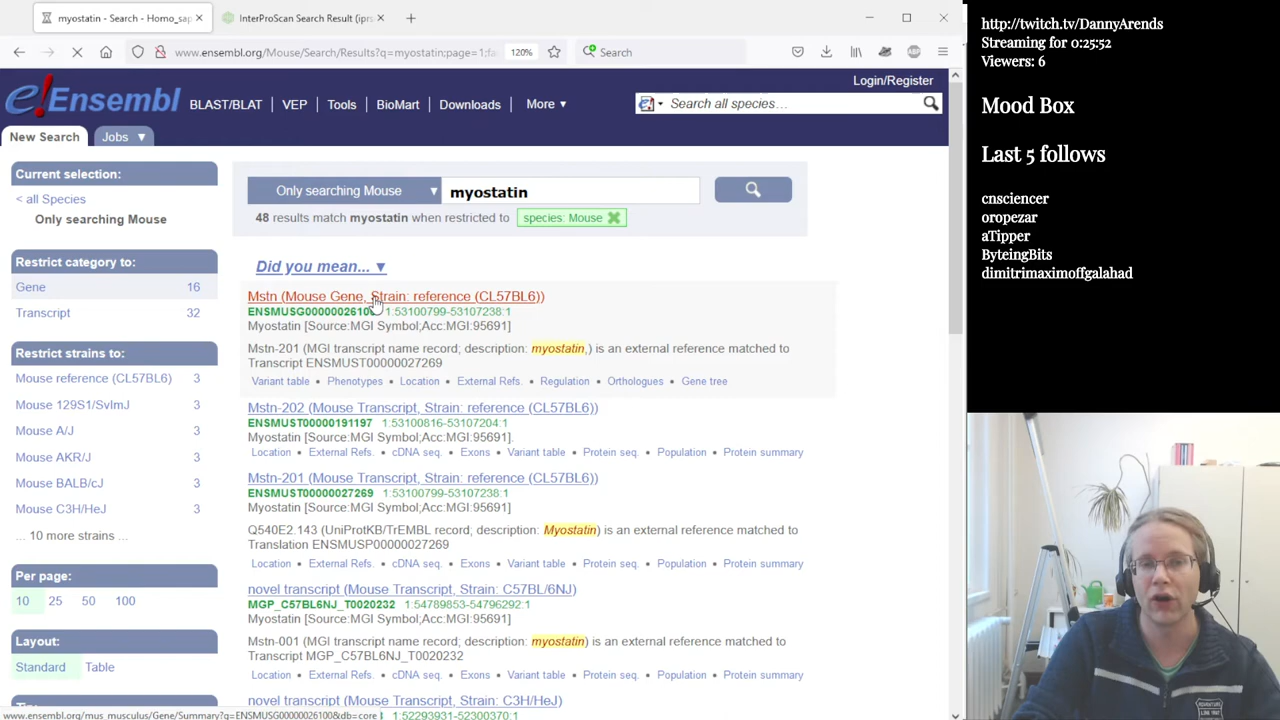 myostatin - Search - Homo_sap
InterProScan Search Result (iprs
www.ensembl.org/Mouse/Search/Results?q=myostatin;page=1;fa
120%
Search
Login/Register
e!Ensembl
BLAST/BLAT
VEP
Tools
BioMart
Downloads
More ▼
Search all species…
New Search
Jobs ▼
Current selection:
< all Species
Only searching Mouse
Restrict category to:
Gene 16
Transcript 32
Restrict strains to:
Mouse reference (CL57BL6) 3
Mouse 129S1/SvImJ 3
Mouse A/J 3
Mouse AKR/J 3
Mouse BALB/cJ 3
Mouse C3H/HeJ 3
... 10 more strains ...
Per page:
10 25 50 100
Layout:
Standard Table
Only searching Mouse ▼ myostatin
48 results match myostatin when restricted to species: Mouse
Did you mean... ▼
Mstn (Mouse Gene, Strain: reference (CL57BL6))
ENSMUSG00000026100 1:53100799-53107238:1
Myostatin [Source:MGI Symbol;Acc:MGI:95691]
Mstn-201 (MGI transcript name record; description: myostatin,) is an external reference matched to
Transcript ENSMUST00000027269
Variant table • Phenotypes • Location • External Refs. • Regulation • Orthologues • Gene tree
Mstn-202 (Mouse Transcript, Strain: reference (CL57BL6))
ENSMUST00000191197 1:53100816-53107204:1
Myostatin [Source:MGI Symbol;Acc:MGI:95691].
Location • External Refs. • cDNA seq. • Exons • Variant table • Protein seq. • Population • Protein summary
Mstn-201 (Mouse Transcript, Strain: reference (CL57BL6))
ENSMUST00000027269 1:53100799-53107238:1
Myostatin [Source:MGI Symbol;Acc:MGI:95691]
Q540E2.143 (UniProtKB/TrEMBL record; description: Myostatin) is an external reference matched to
Translation ENSMUSP00000027269
Location • External Refs. • cDNA seq. • Exons • Variant table • Protein seq. • Population • Protein summary
novel transcript (Mouse Transcript, Strain: C57BL/6NJ)
MGP_C57BL6NJ_T0020232 1:54789853-54796292:1
Myostatin [Source:MGI Symbol;Acc:MGI:95691]
Mstn-001 (MGI transcript name record; description: myostatin) is an external reference matched to
Transcript MGP_C57BL6NJ_T0020232
Location • External Refs. • cDNA seq. • Exons • Variant table • Protein seq. • Population • Protein summary
novel transcript (Mouse Transcript, Strain: C3H/HeJ)
1:52293931-52300370:1
www.ensembl.org/mus_musculus/Gene/Summary?q=ENSMUSG00000026100&db=core
http://twitch.tv/DannyArends
Streaming for 0:25:52
Viewers: 6
Mood Box
Last 5 follows
cnsciencer
oropezar
aTipper
ByteingBits
dimitrimaximoffgalahad